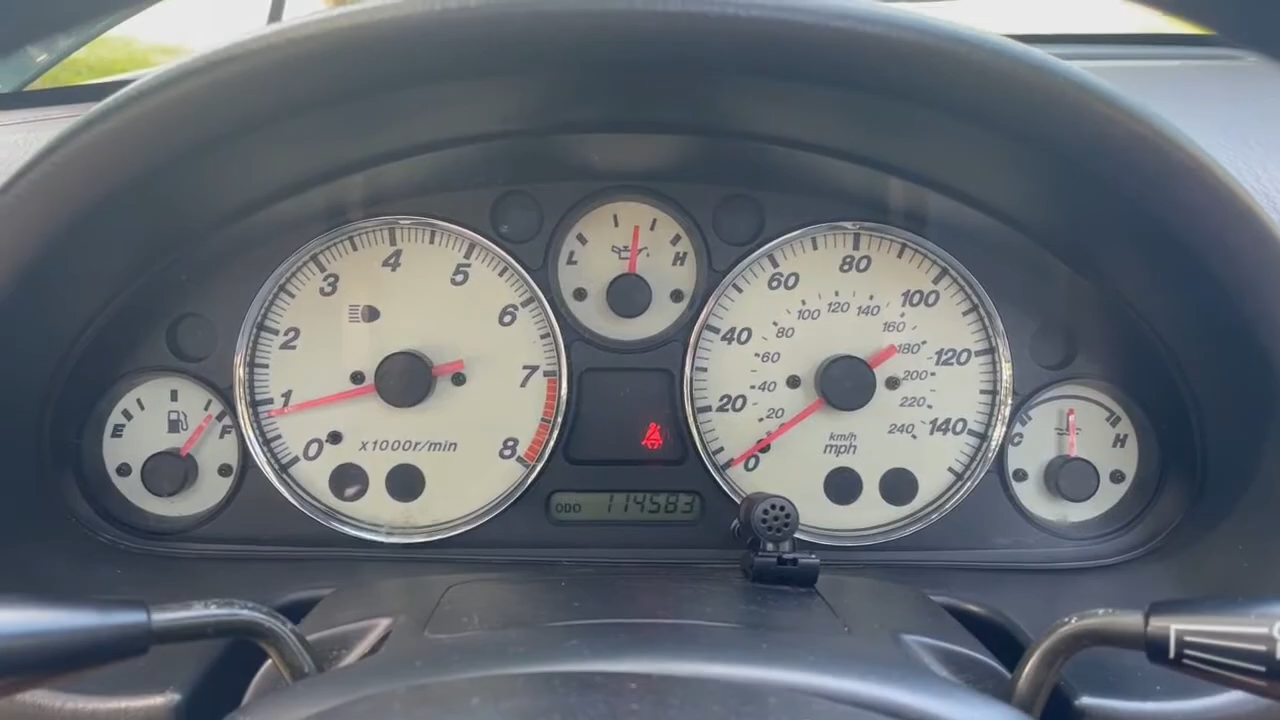 E F
0 1 2 3 4 5 6 7 8
x1000r/min
L H
ODO 114583
0 20 40 60 80 100 120 140
20 40 60 80 100 120 140 160 180 200 220 240
km/h
mph
C H